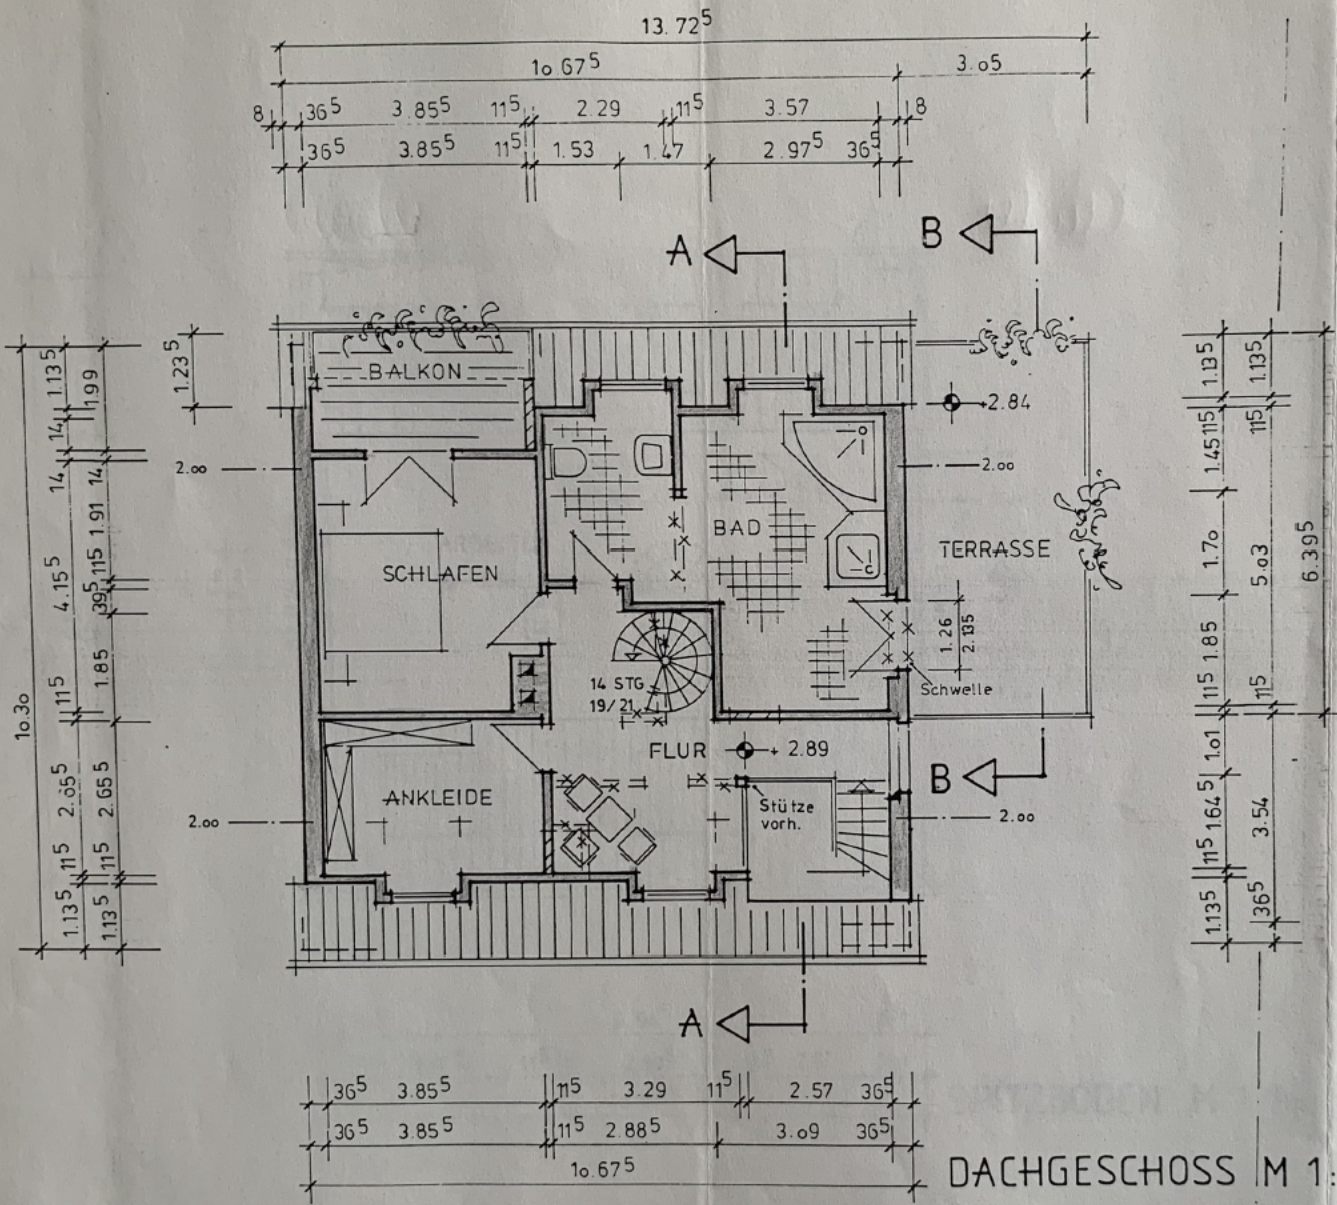 13.72⁵
10.67⁵ 3.05
8 36⁵ 3.85⁵ 11⁵ 2.29 11⁵ 3.57 8
36⁵ 3.85⁵ 11⁵ 1.53 1.47 2.97⁵ 36⁵
A
B
1.23⁵
10.30
1.13⁵ 14 14 4.15⁵ 11⁵ 2.65⁵ 11⁵ 1.13⁵
1.99 14 1.91 11⁵ 39⁵ 1.85 2.65⁵ 11⁵ 1.13⁵
BALKON
+2.84
2.00
2.00
BAD
TERRASSE
SCHLAFEN
1.26
2.135
Schwelle
14 STG
19/21
FLUR + 2.89
B
ANKLEIDE
Stütze
vorh.
2.00
2.00
1.135 11⁵ 1.45 1.70 1.85 11⁵ 1.01 1.64⁵ 11⁵ 1.135
1.135 11⁵ 5.03 11⁵ 3.54 36⁵
6.395
A
36⁵ 3.85⁵ 11⁵ 3.29 11⁵ 2.57 36⁵
36⁵ 3.85⁵ 11⁵ 2.88⁵ 3.09 36⁵
10.67⁵
DACHGESCHOSS M 1: